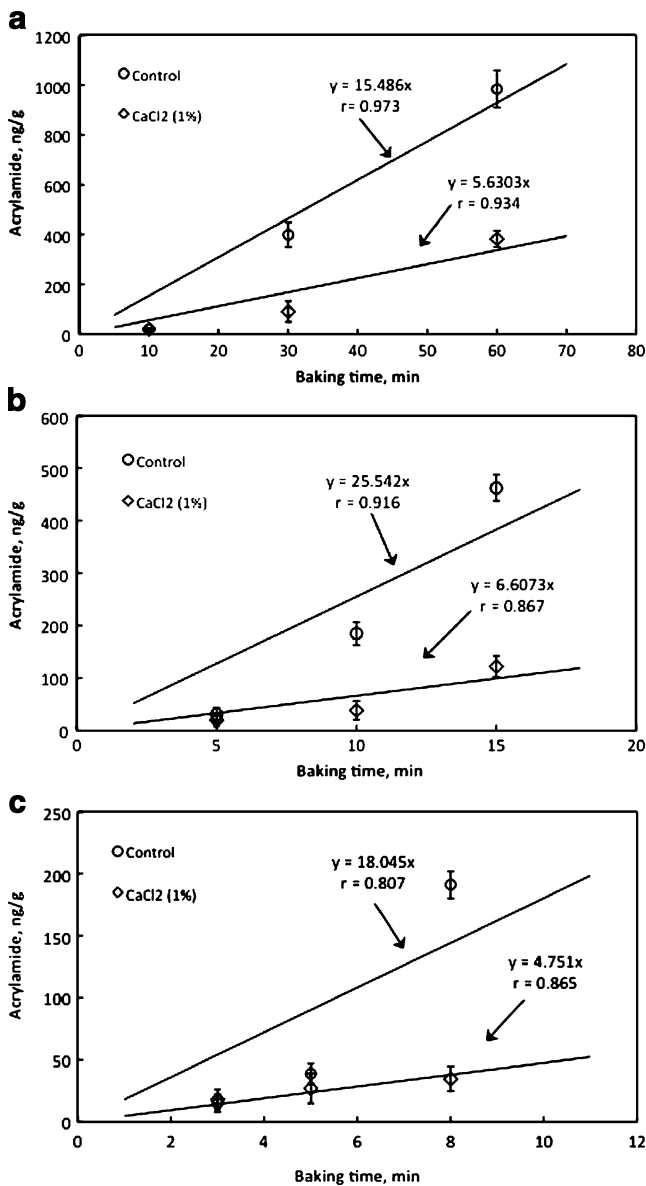 a
1200
1000
800
600
400
200
0
Acrylamide, ng/g
Control
CaCl2 (1%)
y = 15.486x
r= 0.973
y = 5.6303x
r = 0.934
0 10 20 30 40 50 60 70 80
Baking time, min
b
600
500
400
300
200
100
0
Acrylamide, ng/g
Control
CaCl2 (1%)
y = 25.542x
r = 0.916
y = 6.6073x
r = 0.867
0 5 10 15 20
Baking time, min
c
250
200
150
100
50
0
Acrylamide, ng/g
Control
CaCl2 (1%)
y = 18.045x
r = 0.807
y = 4.751x
r = 0.865
0 2 4 6 8 10 12
Baking time, min